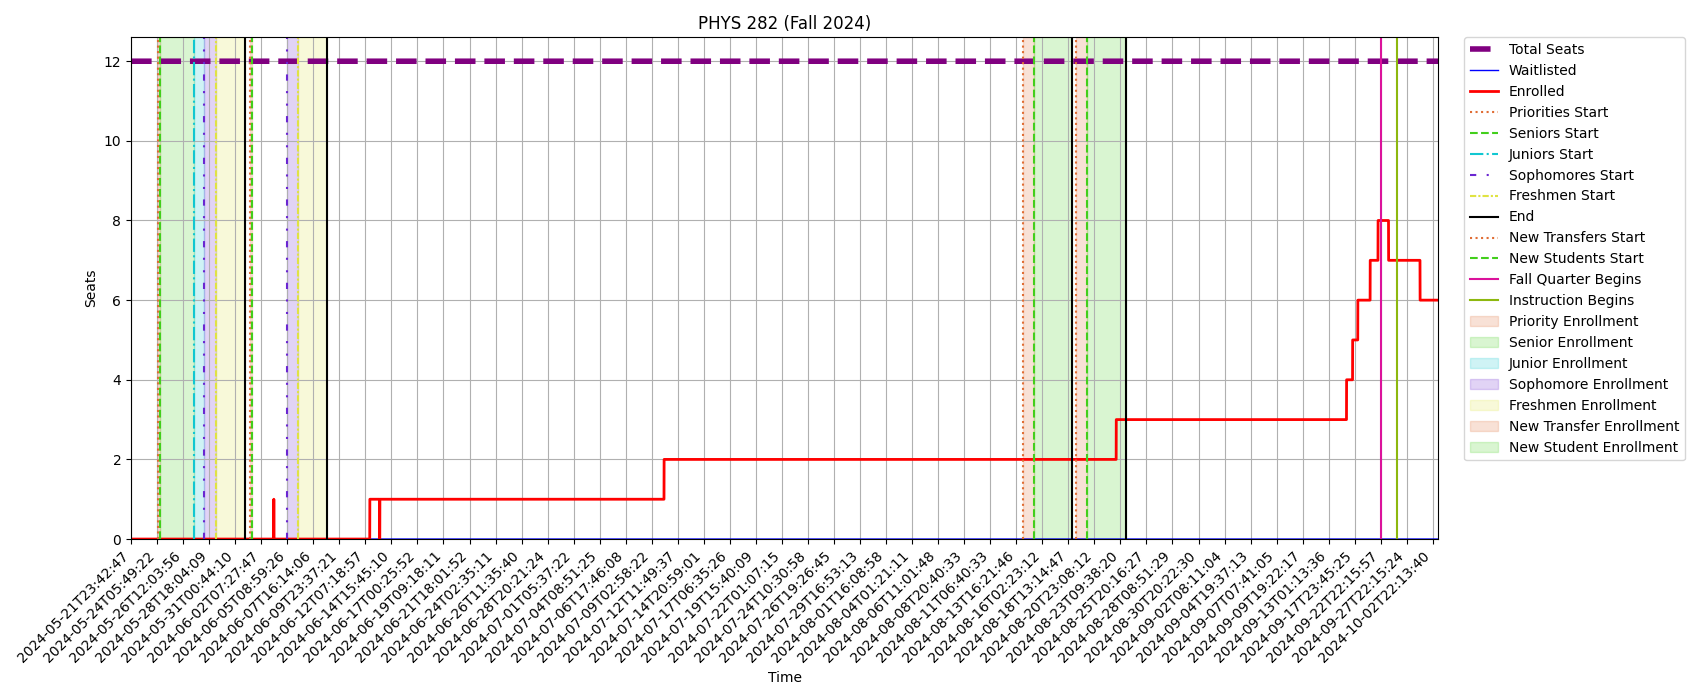 PHYS 282 (Fall 2024)
Seats
12
10
8
6
4
2
0
2024-05-21T23:42:47
2024-05-24T05:49:22
2024-05-26T12:03:56
2024-05-28T18:04:09
2024-05-31T00:44:10
2024-06-02T07:27:47
2024-06-05T08:59:26
2024-06-07T16:14:06
2024-06-09T23:37:21
2024-06-12T07:18:57
2024-06-14T15:45:10
2024-06-17T00:25:52
2024-06-19T09:18:11
2024-06-21T18:01:52
2024-06-24T02:35:11
2024-06-26T11:35:40
2024-06-28T20:21:24
2024-07-01T05:37:22
2024-07-04T08:51:25
2024-07-06T17:46:08
2024-07-09T02:58:22
2024-07-12T11:49:37
2024-07-14T20:59:01
2024-07-17T06:35:26
2024-07-19T15:40:09
2024-07-22T01:07:15
2024-07-24T10:30:58
2024-07-26T19:26:45
2024-07-29T16:53:13
2024-08-01T16:08:58
2024-08-04T01:21:11
2024-08-06T11:01:48
2024-08-08T20:40:33
2024-08-11T06:40:33
2024-08-13T16:21:46
2024-08-16T02:23:12
2024-08-18T13:14:47
2024-08-20T23:08:12
2024-08-23T09:38:20
2024-08-25T20:16:27
2024-08-29T08:51:29
2024-08-30T20:22:30
2024-09-02T08:11:04
2024-09-04T19:37:13
2024-09-07T07:41:05
2024-09-09T19:22:17
2024-09-13T01:13:36
2024-09-17T23:45:25
2024-09-22T22:15:57
2024-09-27T22:15:24
2024-10-02T22:13:40
Time
Total Seats
Waitlisted
Enrolled
Priorities Start
Seniors Start
Juniors Start
Sophomores Start
Freshmen Start
End
New Transfers Start
New Students Start
Fall Quarter Begins
Instruction Begins
Priority Enrollment
Senior Enrollment
Junior Enrollment
Sophomore Enrollment
Freshmen Enrollment
New Transfer Enrollment
New Student Enrollment